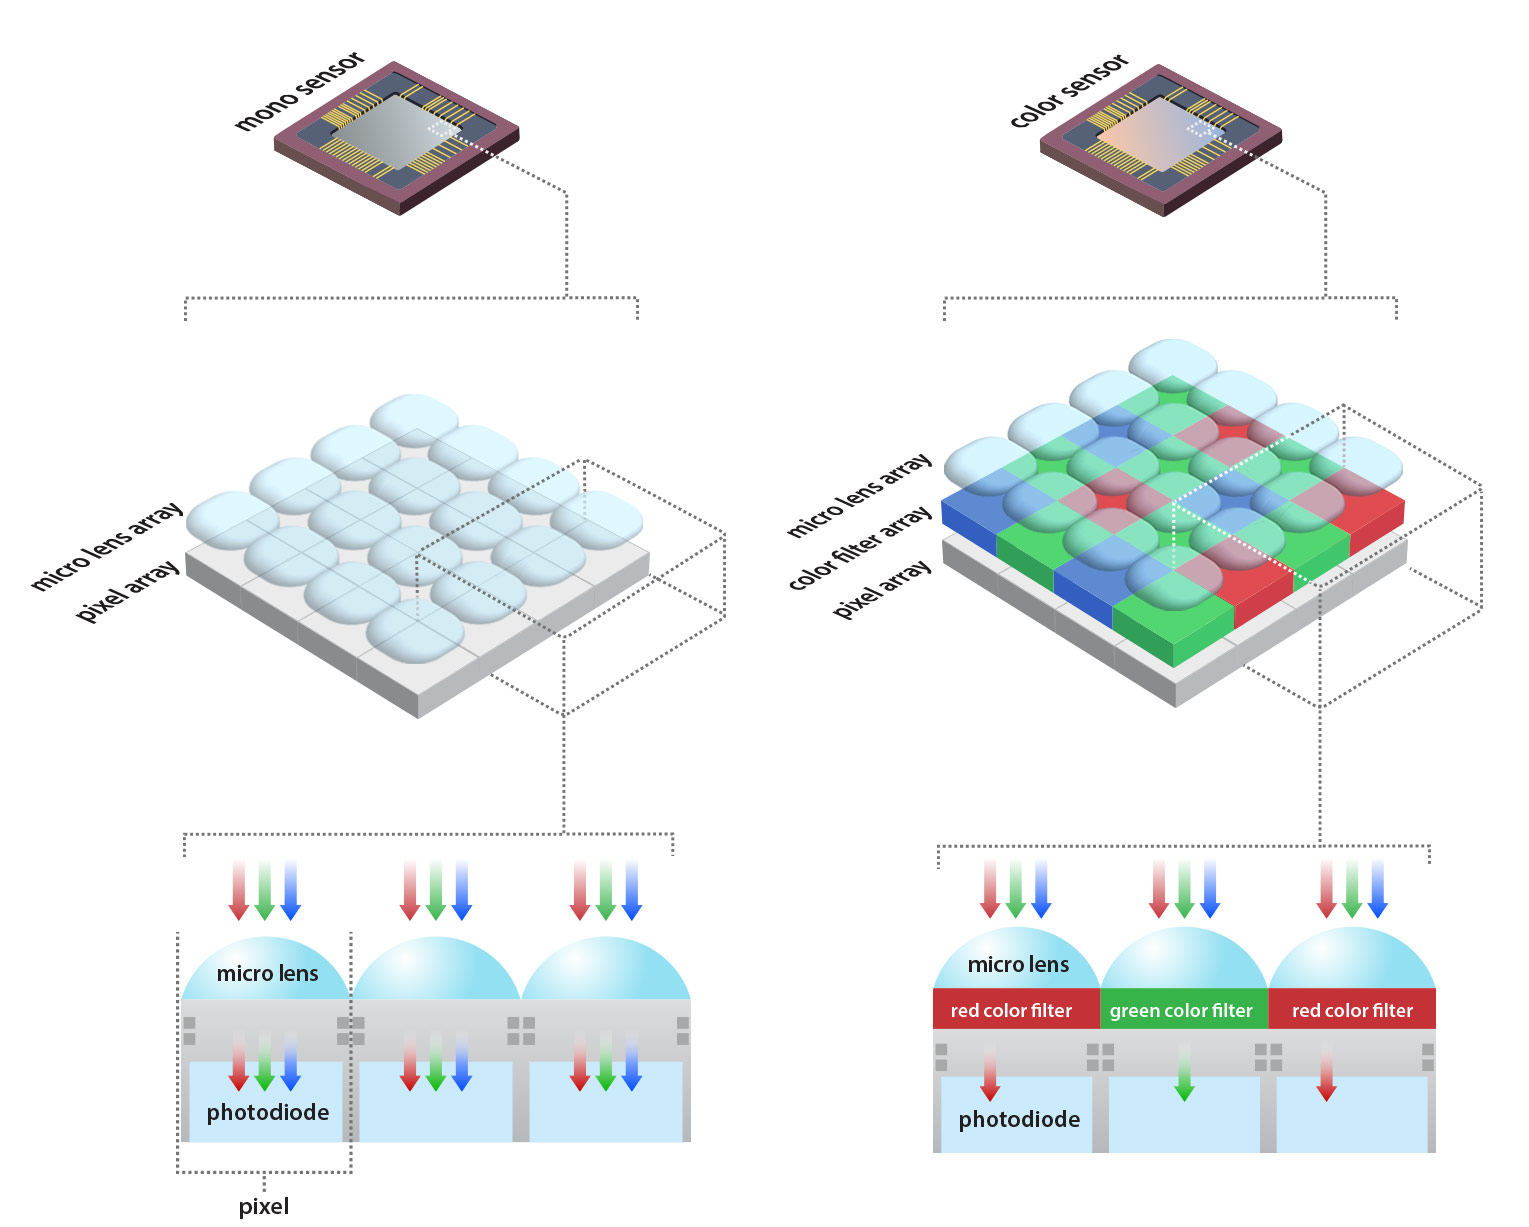 mono sensor
color sensor
micro lens array
pixel array
micro lens array
color filter array
pixel array
micro lens
photodiode
pixel
micro lens
red color filter
green color filter
red color filter
photodiode